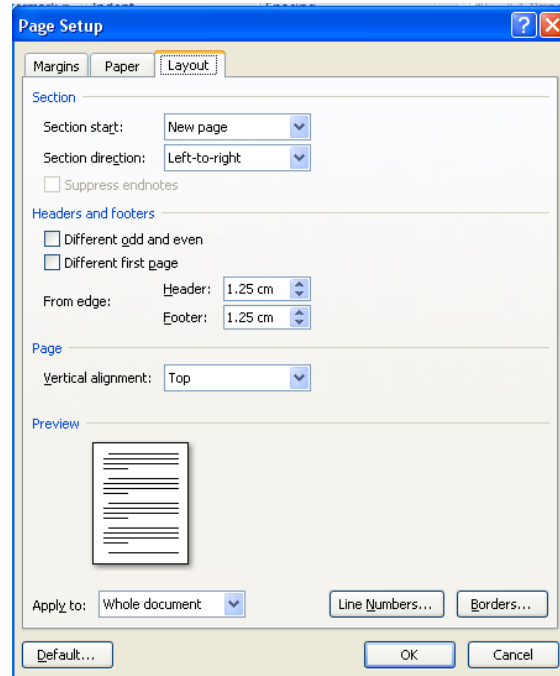 Page Setup
Margins Paper Layout
Section
Section start: New page
Section direction: Left-to-right
Suppress endnotes
Headers and footers
Different odd and even
Different first page
From edge: Header: 1.25 cm
Footer: 1.25 cm
Page
Vertical alignment: Top
Preview
Apply to: Whole document Line Numbers... Borders...
Default... OK Cancel